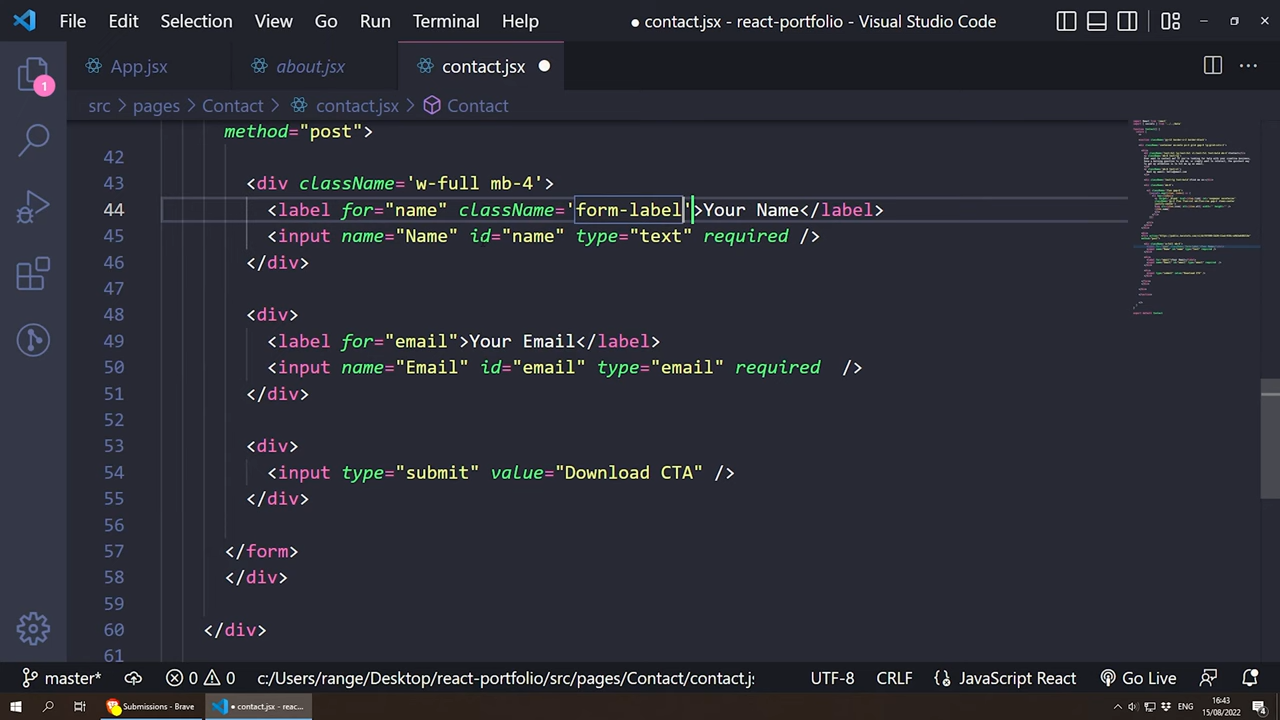 File Edit Selection View Go Run Terminal Help
● contact.jsx - react-portfolio - Visual Studio Code
App.jsx about.jsx contact.jsx
src > pages > Contact > contact.jsx > Contact
1
method="post">
42
43 <div className='w-full mb-4'>
44 <label for="name" className='form-label'>Your Name</label>
45 <input name="Name" id="name" type="text" required />
46 </div>
47
48 <div>
49 <label for="email">Your Email</label>
50 <input name="Email" id="email" type="email" required />
51 </div>
52
53 <div>
54 <input type="submit" value="Download CTA" />
55 </div>
56
57 </form>
58 </div>
59
60 </div>
61
master* 0 0 c:/Users/range/Desktop/react-portfolio/src/pages/Contact/contact.js UTF-8 CRLF JavaScript React Go Live
Submissions - Brave ● contact.jsx - reac... ENG 16:43
15/08/2022